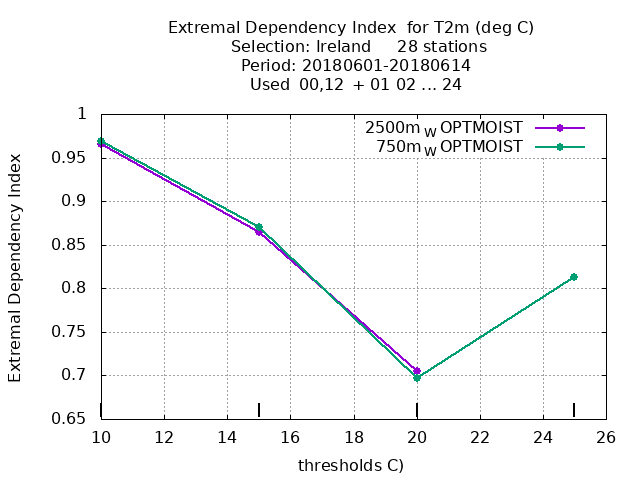 Extremal Dependency Index  for T2m (deg C)
Selection: Ireland     28 stations
Period: 20180601-20180614
Used  00,12  + 01 02 ... 24
2500m W OPTMOIST
750m W OPTMOIST
Extremal Dependency Index
1
0.95
0.9
0.85
0.8
0.75
0.7
0.65
10 12 14 16 18 20 22 24 26
thresholds C)